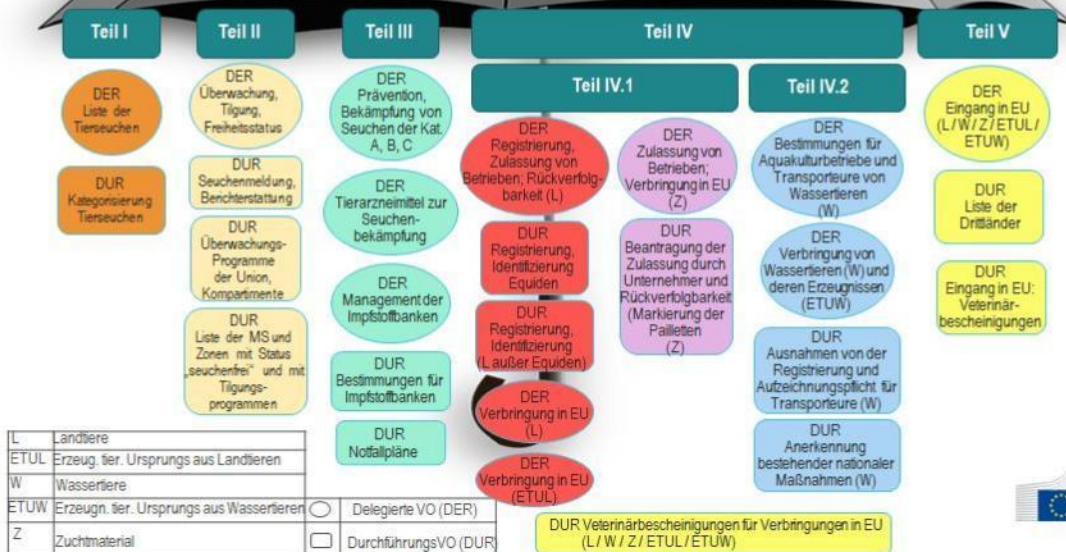 Teil I
Teil II
Teil III
Teil IV
Teil V
Teil IV.1
Teil IV.2
DER
Liste der
Tierseuchen
DUR
Kategorisierung
Tierseuchen
DER
Überwachung,
Tilgung,
Freiheitsstatus
DUR
Seuchenmeldung,
Berichterstattung
DUR
Überwachungs-
Programme
der Union,
Kompartimente
DUR
Liste der MS und
Zonen mit Status
„seuchenfrei“ und mit
Tilgungs-
programmen
DER
Prävention,
Bekämpfung von
Seuchen der Kat.
A, B, C
DER
Tierarzneimittel zur
Seuchen-
bekämpfung
DER
Management der
Impfstoffbanken
DUR
Bestimmungen für
Impfstoffbanken
DUR
Notfallpläne
DER
Registrierung,
Zulassung von
Betrieben; Rückverfolg-
barkeit (L)
DUR
Registrierung,
Identifizierung
Equiden
DUR
Registrierung,
Identifizierung
(L außer Equiden)
DER
Verbringung in EU
(L)
DER
Verbringung in EU
(ETUL)
DER
Zulassung von
Betrieben;
Verbringung in EU
(Z)
DUR
Beantragung der
Zulassung durch
Unternehmer und
Rückverfolgbarkeit
(Markierung der
Pailletten
(Z)
DER
Bestimmungen für
Aquakulturbetriebe und
Transporteure von
Wassertieren
(W)
DER
Verbringung von
Wassertieren (W) und
deren Erzeugnissen
(ETUW)
DUR
Ausnahmen von der
Registrierung und
Aufzeichnungspflicht für
Transporteure (W)
DUR
Anerkennung
bestehender nationaler
Maßnahmen (W)
DER
Eingang in EU
(L / W / Z / ETUL /
ETUW)
DUR
Liste der
Drittländer
DUR
Eingang in EU:
Veterinär-
bescheinigungen
DUR Veterinärbescheinigungen für Verbringungen in EU
(L / W / Z / ETUL / ETUW)
L Landtiere
ETUL Erzeug. tier. Ursprungs aus Landtieren
W Wassertiere
ETUW Erzeugn. tier. Ursprungs aus Wassertieren Delegierte VO (DER)
Z Zuchtmaterial DurchführungsVO (DUR)